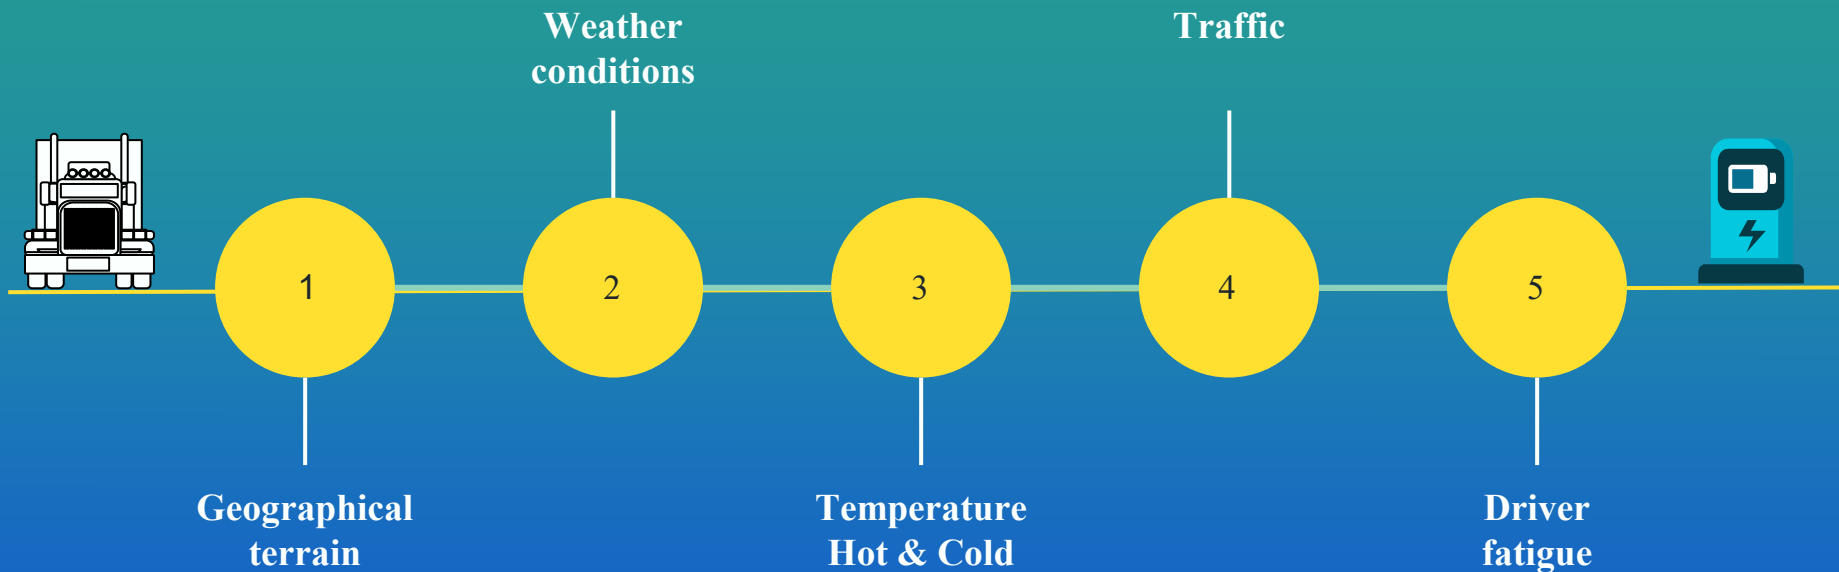 Weather
conditions
Traffic
1
2
3
4
5
Geographical
terrain
Temperature
Hot & Cold
Driver
fatigue